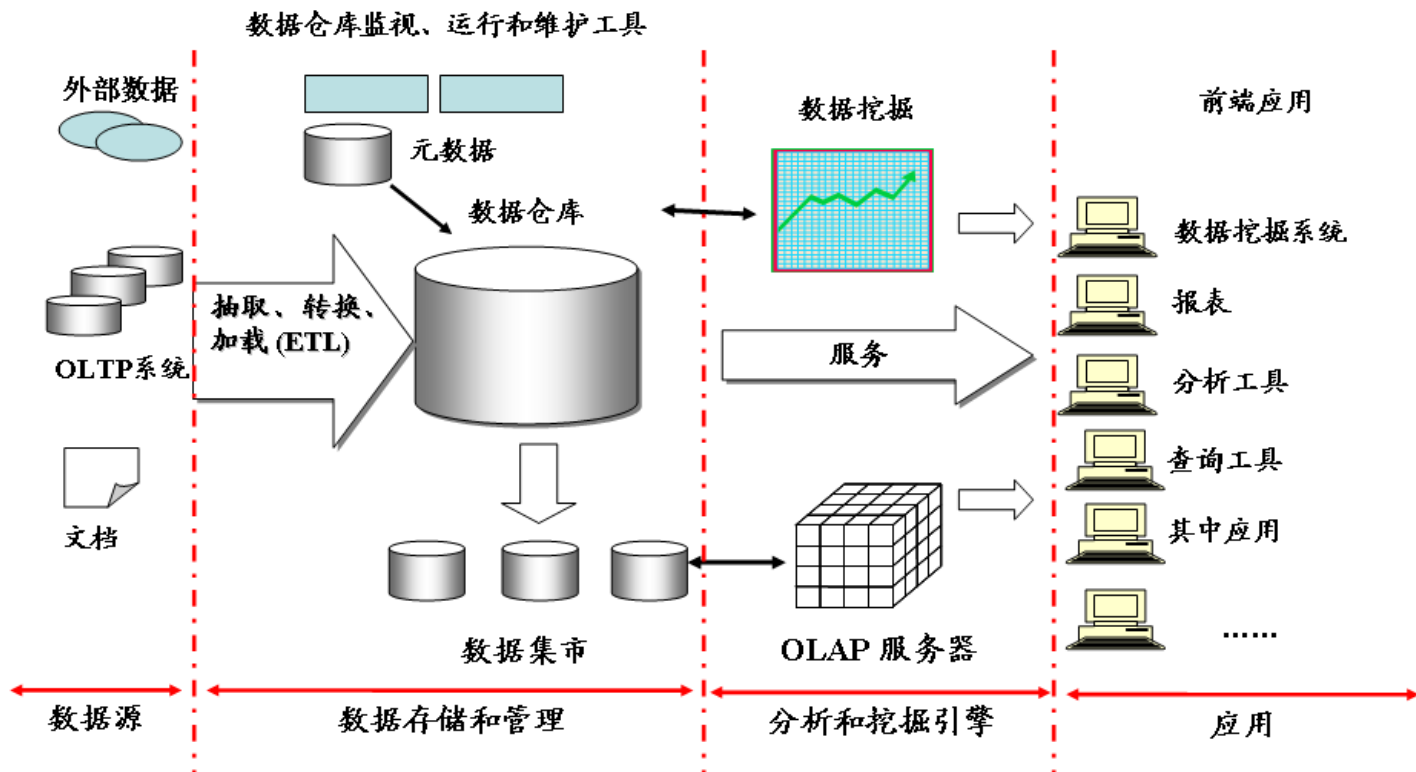 数据仓库监视、运行和维护工具
外部数据
OLTP系统
文档
元数据
数据仓库
抽取、转换、
加载 (ETL)
数据集市
数据挖掘
服务
OLAP 服务器
前端应用
数据挖掘系统
报表
分析工具
查询工具
其中应用
......
数据源
数据存储和管理
分析和挖掘引擎
应用